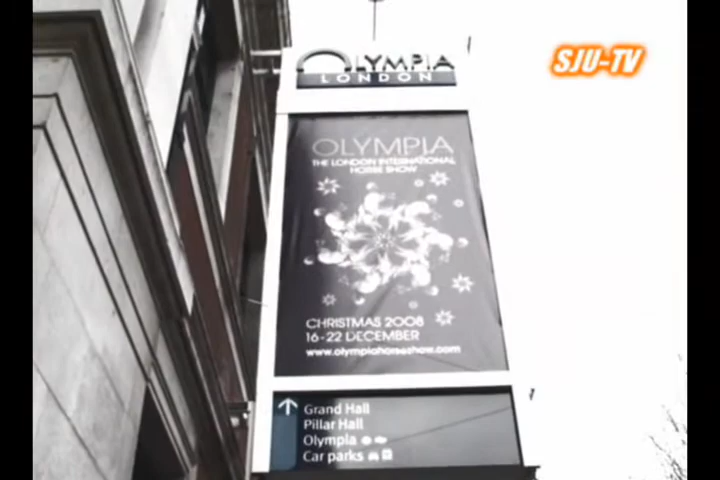 SJU-TV
OLYMPIA
LONDON
OLYMPIA
THE LONDON INTERNATIONAL
HORSE SHOW
CHRISTMAS 2008
16-22 DECEMBER
www.olympiahorseshow.com
Grand Hall
Pillar Hall
Olympia
Car parks